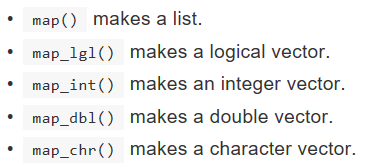 • map() makes a list.
• map_lgl() makes a logical vector.
• map_int() makes an integer vector.
• map_dbl() makes a double vector.
• map_chr() makes a character vector.